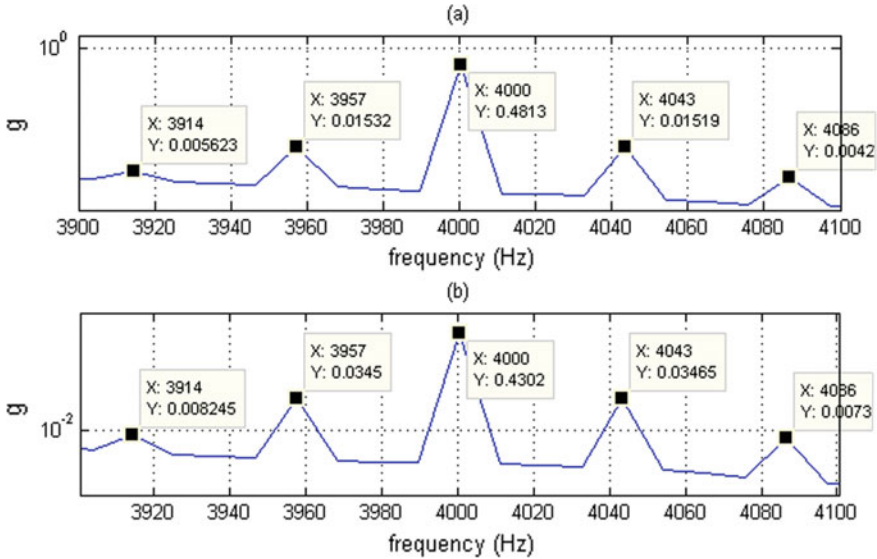 (a)
10⁰
g
X: 3914
Y: 0.005623
X: 3957
Y: 0.01532
X: 4000
Y: 0.4813
X: 4043
Y: 0.01519
X: 4086
Y: 0.0042
3900 3920 3940 3960 3980 4000 4020 4040 4060 4080 4100
frequency (Hz)
(b)
g
10⁻²
X: 3914
Y: 0.008245
X: 3957
Y: 0.0345
X: 4000
Y: 0.4302
X: 4043
Y: 0.03465
X: 4086
Y: 0.0073
3920 3940 3960 3980 4000 4020 4040 4060 4080 4100
frequency (Hz)